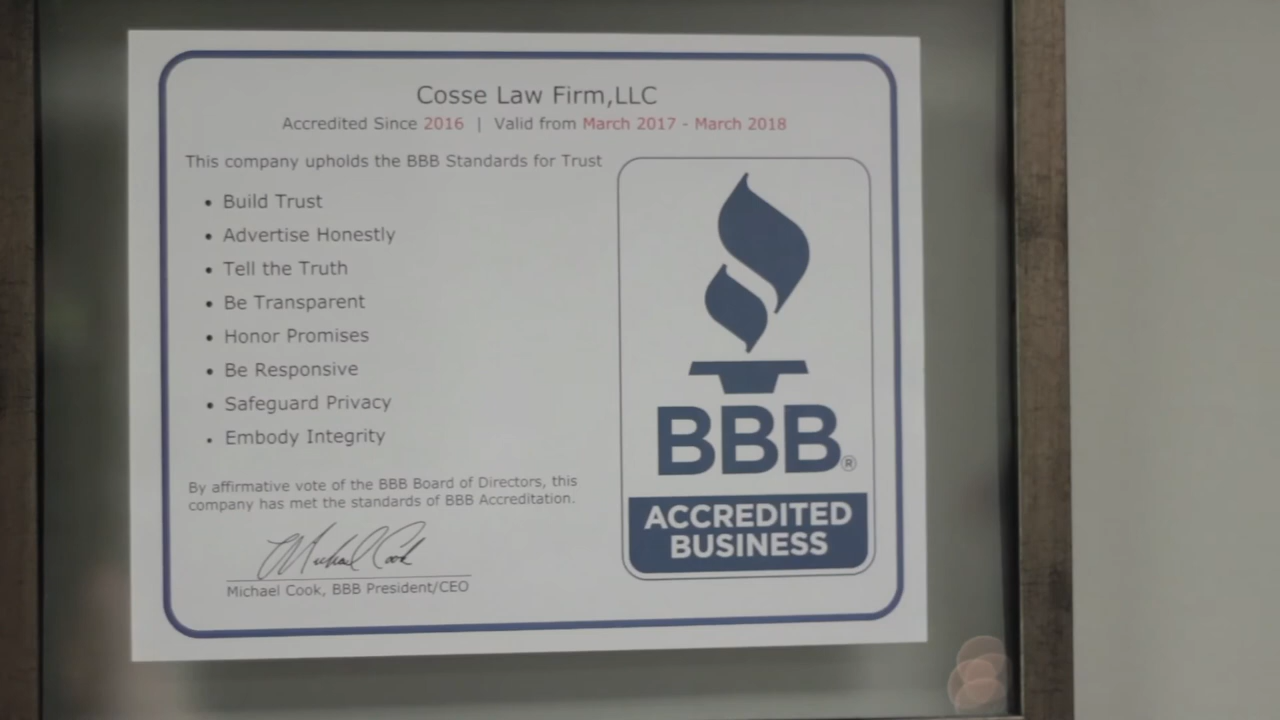 Cosse Law Firm,LLC
Accredited Since 2016 | Valid from March 2017 - March 2018
This company upholds the BBB Standards for Trust
• Build Trust
• Advertise Honestly
• Tell the Truth
• Be Transparent
• Honor Promises
• Be Responsive
• Safeguard Privacy
• Embody Integrity
By affirmative vote of the BBB Board of Directors, this
company has met the standards of BBB Accreditation.
Michael Cook
Michael Cook, BBB President/CEO
BBB®
ACCREDITED
BUSINESS